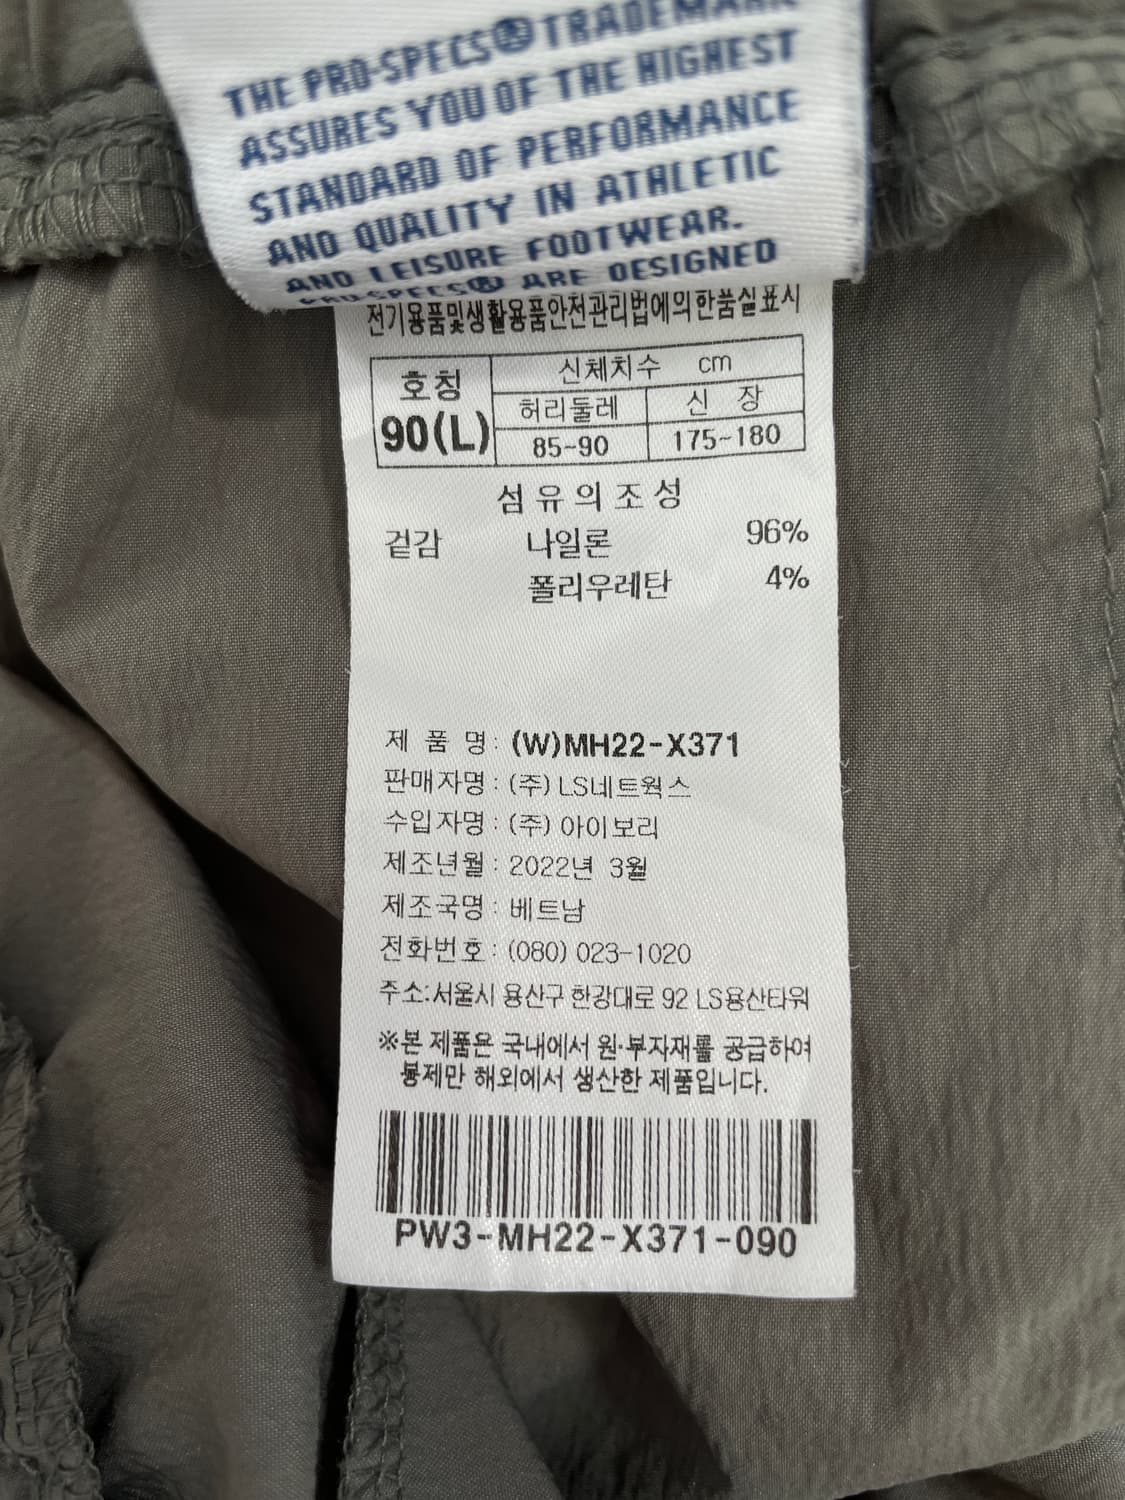 THE PRO-SPECS® TRADEMARK
ASSURES YOU OF THE HIGHEST
STANDARD OF PERFORMANCE
AND QUALITY IN ATHLETIC
AND LEISURE FOOTWEAR.
PRO-SPECS® ARE DESIGNED
전기용품및생활용품안전관리법에의한품질표시
호칭 신체치수 cm
허리둘레 신 장
90(L) 85-90 175-180
섬유의조성
겉감 나일론 96%
폴리우레탄 4%
제 품 명: (W)MH22-X371
판매자명: (주) LS네트웍스
수입자명: (주) 아이보리
제조년월: 2022년 3월
제조국명: 베트남
전화번호: (080) 023-1020
주소:서울시 용산구 한강대로 92 LS용산타워
※본 제품은 국내에서 원·부자재를 공급하여
봉제만 해외에서 생산한 제품입니다.
PW3-MH22-X371-090